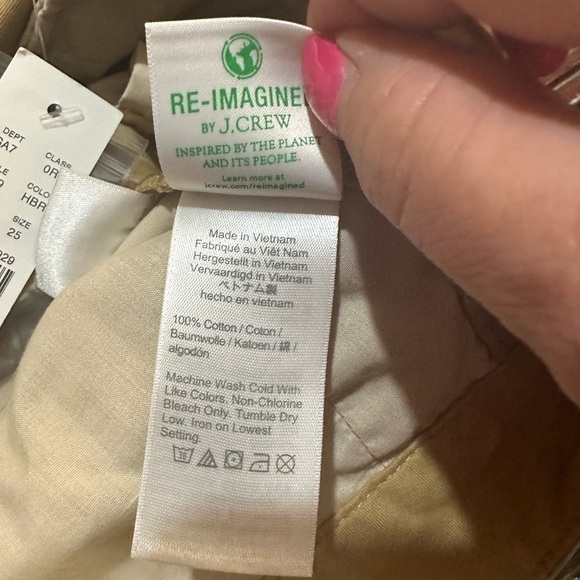 RE-IMAGINE
BY J.CREW
INSPIRED BY THE PLANET
AND ITS PEOPLE.
Learn more at
jcrew.com/reimagined
Made in Vietnam
Fabriqué au Viêt Nam
Hergestellt in Vietnam
Vervaardigd in Vietnam
ベトナム製
hecho en vietnam
100% Cotton / Coton /
Baumwolle / Katoen / 綿 /
algodón
Machine Wash Cold With
Like Colors. Non-Chlorine
Bleach Only. Tumble Dry
Low. Iron on Lowest
Setting.
30
DEPT
CLASS
COLO
HBR
SIZE
25